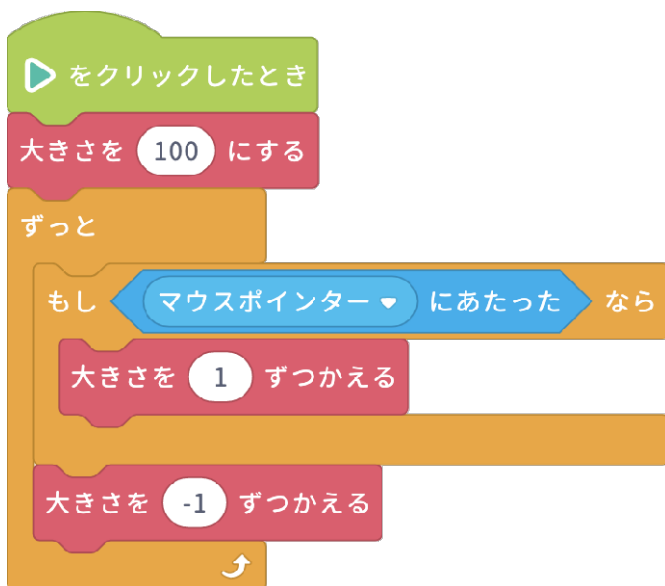 をクリックしたとき
大きさを 100 にする
ずっと
もし マウスポインター にあたった なら
大きさを 1 ずつかえる
大きさを -1 ずつかえる